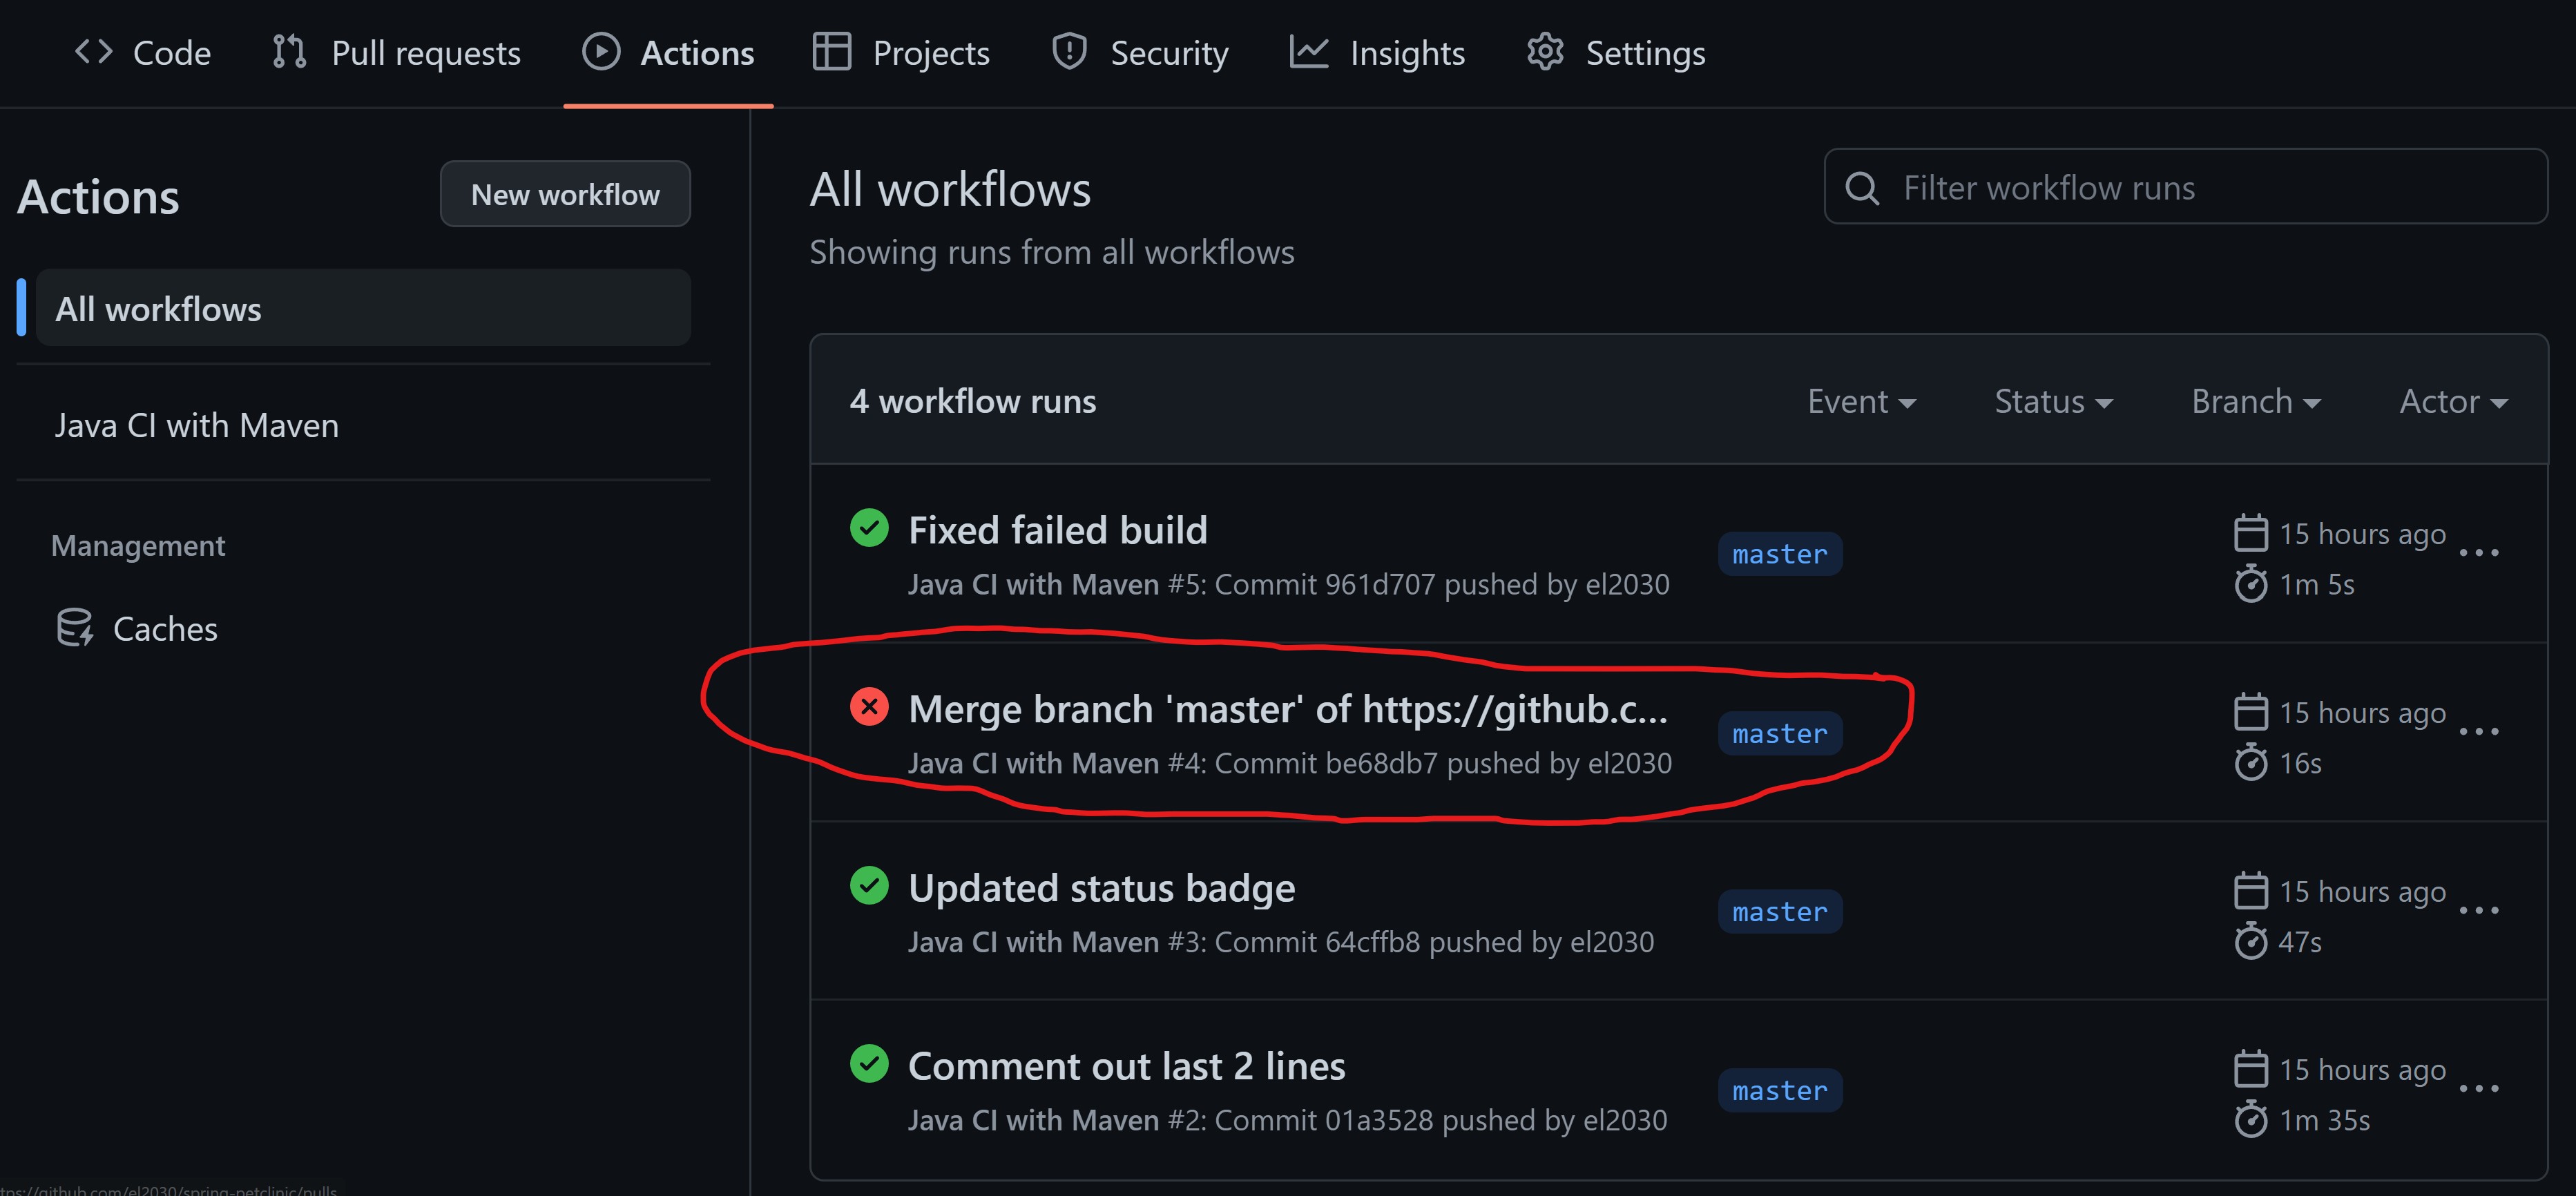 Code Pull requests Actions Projects Security Insights Settings
Actions
New workflow
All workflows
Java CI with Maven
Management
Caches
All workflows
Showing runs from all workflows
Filter workflow runs
4 workflow runs
Event Status Branch Actor
Fixed failed build
Java CI with Maven #5: Commit 961d707 pushed by el2030
master
15 hours ago
1m 5s
Merge branch 'master' of https://github.c...
Java CI with Maven #4: Commit be68db7 pushed by el2030
master
15 hours ago
16s
Updated status badge
Java CI with Maven #3: Commit 64cffb8 pushed by el2030
master
15 hours ago
47s
Comment out last 2 lines
Java CI with Maven #2: Commit 01a3528 pushed by el2030
master
15 hours ago
1m 35s
tps://github.com/el2030/spring-petclinic/pulls